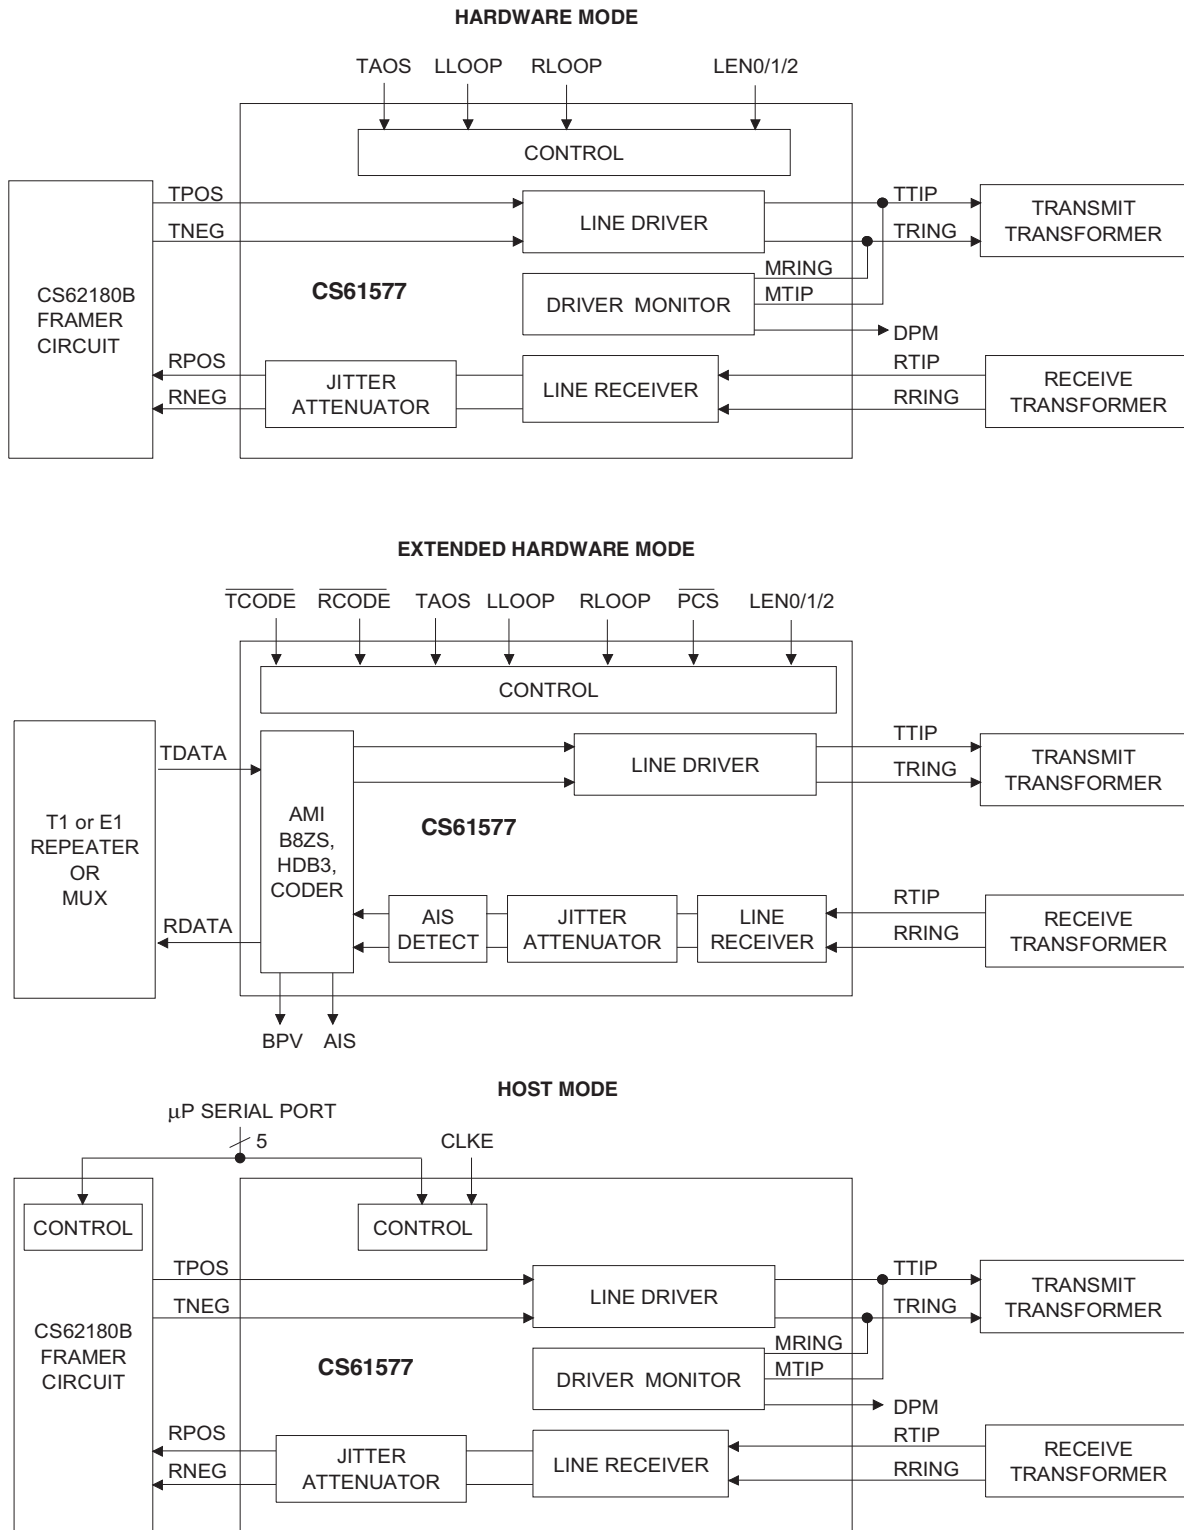 HARDWARE MODE
TAOS LLOOP RLOOP LEN0/1/2
CONTROL
TPOS
TNEG
LINE DRIVER
TTIP
TRING
TRANSMIT
TRANSFORMER
CS62180B
FRAMER
CIRCUIT
CS61577
MRING
MTIP
DRIVER MONITOR
DPM
RPOS
RNEG
JITTER
ATTENUATOR
LINE RECEIVER
RTIP
RRING
RECEIVE
TRANSFORMER
EXTENDED HARDWARE MODE
TCODE RCODE TAOS LLOOP RLOOP PCS LEN0/1/2
CONTROL
TDATA
LINE DRIVER
TTIP
TRING
TRANSMIT
TRANSFORMER
T1 or E1
REPEATER
OR
MUX
AMI
B8ZS,
HDB3,
CODER
CS61577
RDATA
AIS
DETECT
JITTER
ATTENUATOR
LINE
RECEIVER
RTIP
RRING
RECEIVE
TRANSFORMER
BPV AIS
HOST MODE
μP SERIAL PORT
5
CLKE
CONTROL
CONTROL
TPOS
TNEG
LINE DRIVER
TTIP
TRING
TRANSMIT
TRANSFORMER
CS62180B
FRAMER
CIRCUIT
CS61577
MRING
MTIP
DRIVER MONITOR
DPM
RPOS
RNEG
JITTER
ATTENUATOR
LINE RECEIVER
RTIP
RRING
RECEIVE
TRANSFORMER